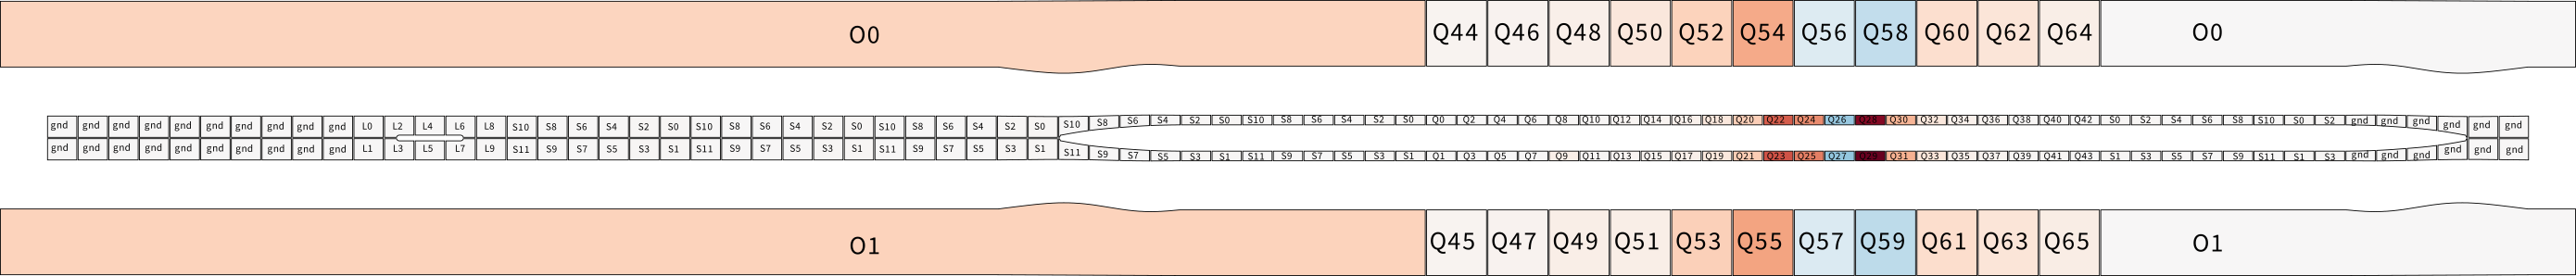 O0 Q44 Q46 Q48 Q50 Q52 Q54 Q56 Q58 Q60 Q62 Q64 O0
gnd gnd gnd gnd gnd gnd gnd gnd gnd gnd L0 L2 L4 L6 L8 S10 S8 S6 S4 S2 S0 S10 S8 S6 S4 S2 S0 S10 S8 S6 S4 S2 S0 S10 S8 S6 S4 S2 S0 S10 S8 S6 S4 S2 S0 Q0 Q2 Q4 Q6 Q8 Q10 Q12 Q14 Q16 Q18 Q20 Q22 Q24 Q26 Q28 Q30 Q32 Q34 Q36 Q38 Q40 Q42 S0 S2 S4 S6 S8 S10 S0 S2 gnd gnd gnd gnd gnd gnd
gnd gnd gnd gnd gnd gnd gnd gnd gnd gnd L1 L3 L5 L7 L9 S11 S9 S7 S5 S3 S1 S11 S9 S7 S5 S3 S1 S11 S9 S7 S5 S3 S1 S11 S9 S7 S5 S3 S1 S11 S9 S7 S5 S3 S1 Q1 Q3 Q5 Q7 Q9 Q11 Q13 Q15 Q17 Q19 Q21 Q23 Q25 Q27 Q29 Q31 Q33 Q35 Q37 Q39 Q41 Q43 S1 S3 S5 S7 S9 S11 S1 S3 gnd gnd gnd gnd gnd gnd
O1 Q45 Q47 Q49 Q51 Q53 Q55 Q57 Q59 Q61 Q63 Q65 O1